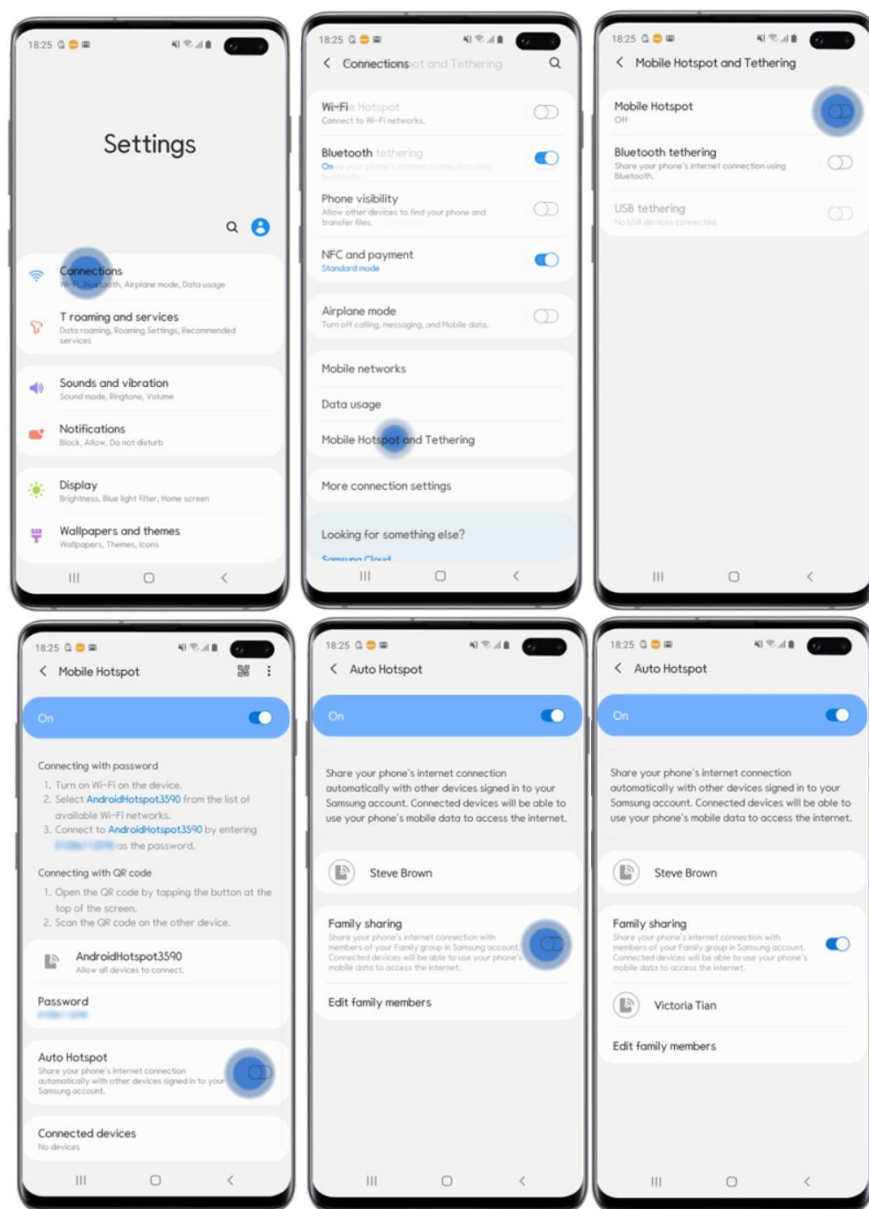 18:25
Settings
Connections
Wi-Fi, Bluetooth, Airplane mode, Data usage
T roaming and services
Data roaming, Roaming Settings, Recommended
services
Sounds and vibration
Sound mode, Ringtone, Volume
Notifications
Block, Allow, Do not disturb
Display
Brightness, Blue light filter, Home screen
Wallpapers and themes
Wallpapers, Themes, Icons
18:25
Connections
ot and Tethering
Wi-Fi
Hotspot
Connect to Wi-Fi networks.
Bluetooth tethering
On
phone's internet connection using
Bluetooth.
Phone visibility
Allow other devices to find your phone and
transfer files.
NFC and payment
Standard mode
Airplane mode
Turn off calling, messaging, and Mobile data.
Mobile networks
Data usage
Mobile Hotspot and Tethering
More connection settings
Looking for something else?
Samsung Cloud
18:25
Mobile Hotspot and Tethering
Mobile Hotspot
Off
Bluetooth tethering
Share your phone's internet connection using
Bluetooth.
USB tethering
No USB devices connected.
18:25
Mobile Hotspot
On
Connecting with password
1. Turn on Wi-Fi on the device.
2. Select AndroidHotspot3590 from the list of
available Wi-Fi networks.
3. Connect to AndroidHotspot3590 by entering
as the password.
Connecting with QR code
1. Open the QR code by tapping the button at the
top of the screen.
2. Scan the QR code on the other device.
AndroidHotspot3590
Allow all devices to connect.
Password
Auto Hotspot
Share your phone's internet connection
automatically with other devices signed in to your
Samsung account.
Connected devices
No devices
18:25
Auto Hotspot
On
Share your phone's internet connection
automatically with other devices signed in to your
Samsung account. Connected devices will be able to
use your phone's mobile data to access the internet.
Steve Brown
Family sharing
Share your phone's internet connection with
members of your Family group in Samsung account.
Connected devices will be able to use your phone's
mobile data to access the internet.
Edit family members
18:25
Auto Hotspot
On
Share your phone's internet connection
automatically with other devices signed in to your
Samsung account. Connected devices will be able to
use your phone's mobile data to access the internet.
Steve Brown
Family sharing
Share your phone's internet connection with
members of your Family group in Samsung account.
Connected devices will be able to use your phone's
mobile data to access the internet.
Victoria Tian
Edit family members